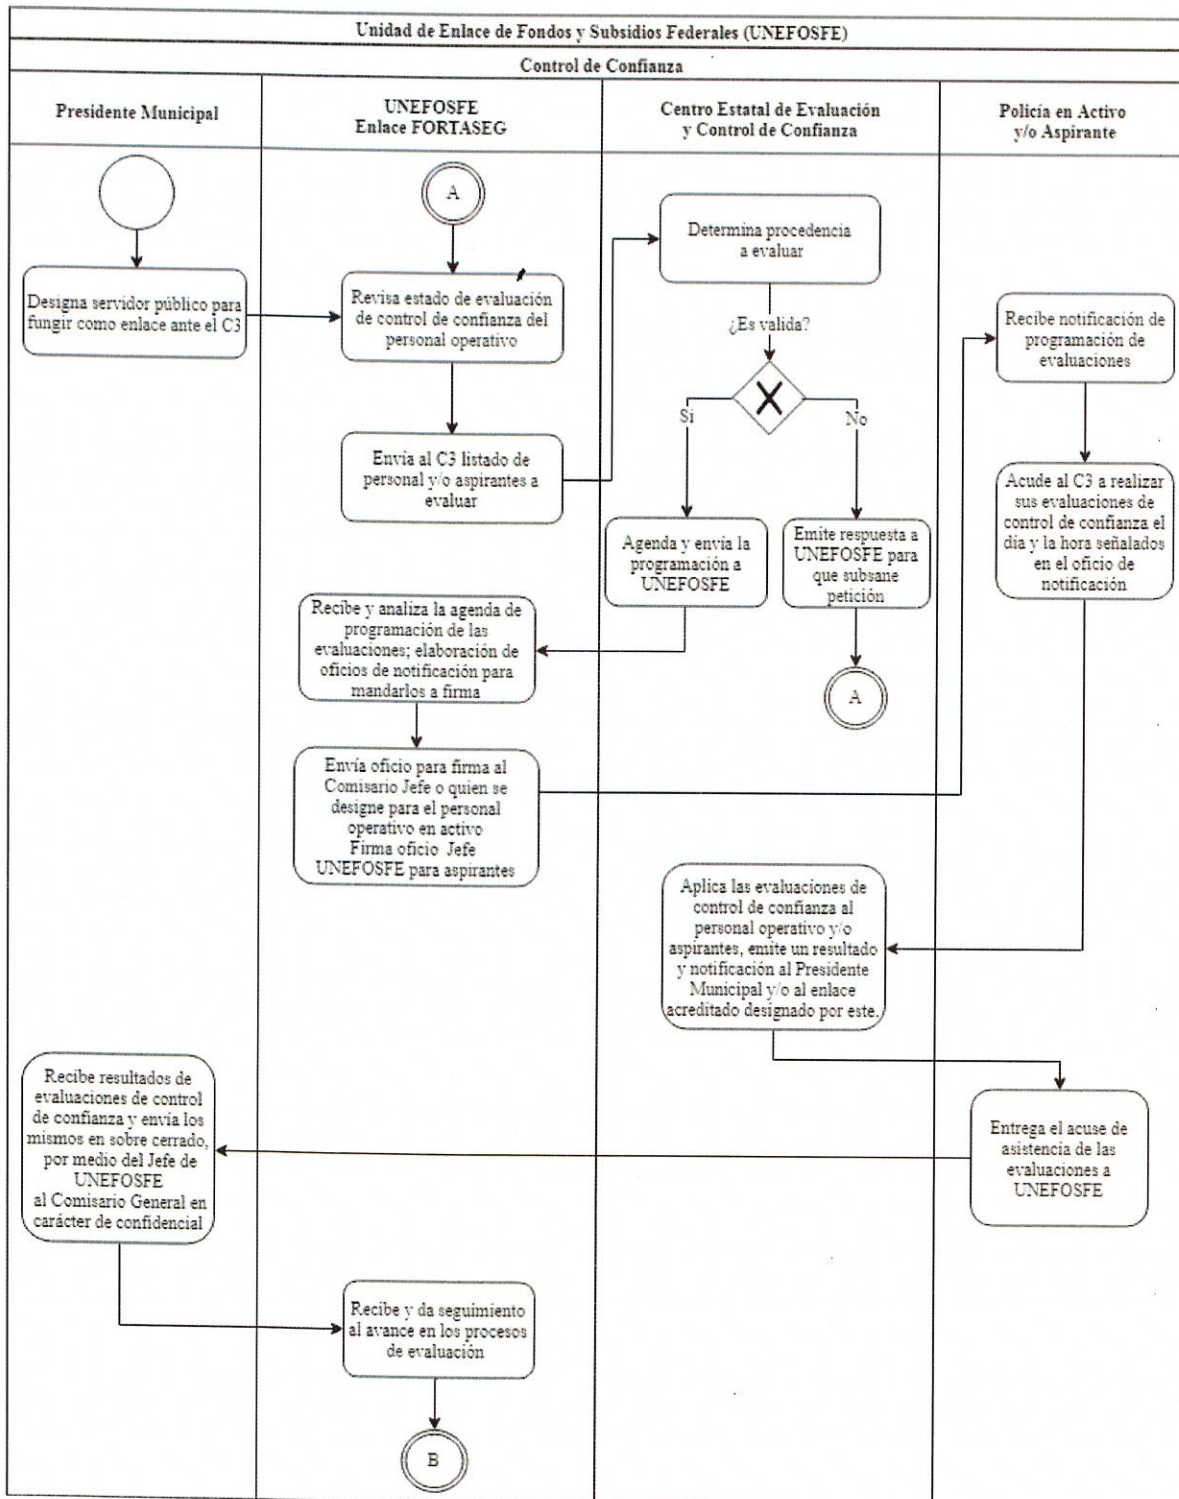 Unidad de Enlace de Fondos y Subsidios Federales (UNEFOSFE)
Control de Confianza
Presidente Municipal
UNEFOSFE
Enlace FORTASEG
Centro Estatal de Evaluación
y Control de Confianza
Policía en Activo
y/o Aspirante
A
Designa servidor público para
fungir como enlace ante el C3
Revisa estado de evaluación
de control de confianza del
personal operativo
Envía al C3 listado de
personal y/o aspirantes a
evaluar
Determina procedencia
a evaluar
¿Es valida?
Si
No
Agenda y envía la
programación a
UNEFOSFE
Emite respuesta a
UNEFOSFE para
que subsane
petición
A
Recibe notificación de
programación de
evaluaciones
Acude al C3 a realizar
sus evaluaciones de
control de confianza el
día y la hora señalados
en el oficio de
notificación
Recibe y analiza la agenda de
programación de las
evaluaciones; elaboración de
oficios de notificación para
mandarlos a firma
Envía oficio para firma al
Comisario Jefe o quien se
designe para el personal
operativo en activo
Firma oficio Jefe
UNEFOSFE para aspirantes
Aplica las evaluaciones de
control de confianza al
personal operativo y/o
aspirantes, emite un resultado
y notificación al Presidente
Municipal y/o al enlace
acreditado designado por este.
Entrega el acuse de
asistencia de las
evaluaciones a
UNEFOSFE
Recibe resultados de
evaluaciones de control
de confianza y envía los
mismos en sobre cerrado,
por medio del Jefe de
UNEFOSFE
al Comisario General en
carácter de confidencial
Recibe y da seguimiento
al avance en los procesos
de evaluación
B